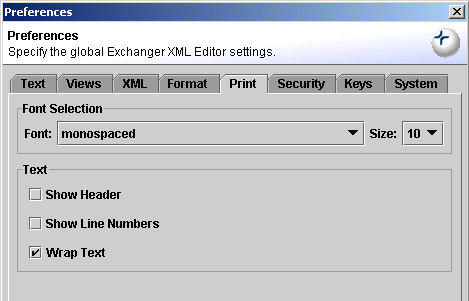 Preferences
Preferences
Specify the global Exchanger XML Editor settings.
Text Views XML Format Print Security Keys System
Font Selection
Font: monospaced Size: 10
Text
Show Header
Show Line Numbers
Wrap Text